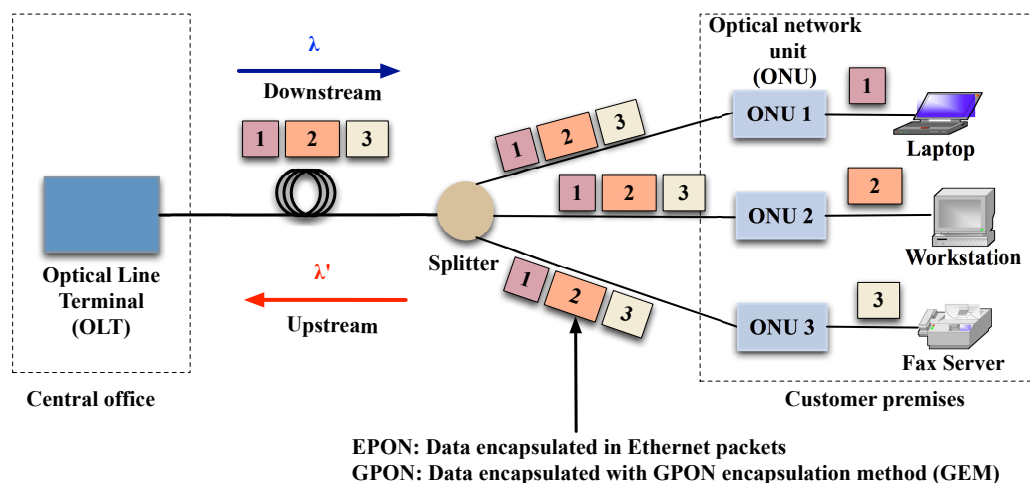 Optical network
unit
(ONU)
λ
Downstream
1 2 3
1 2 3
1 2 3
1 2 3
ONU 1
1
Laptop
ONU 2
2
Workstation
ONU 3
3
Fax Server
Splitter
Optical Line
Terminal
(OLT)
λ'
Upstream
Central office
Customer premises
EPON: Data encapsulated in Ethernet packets
GPON: Data encapsulated with GPON encapsulation method (GEM)